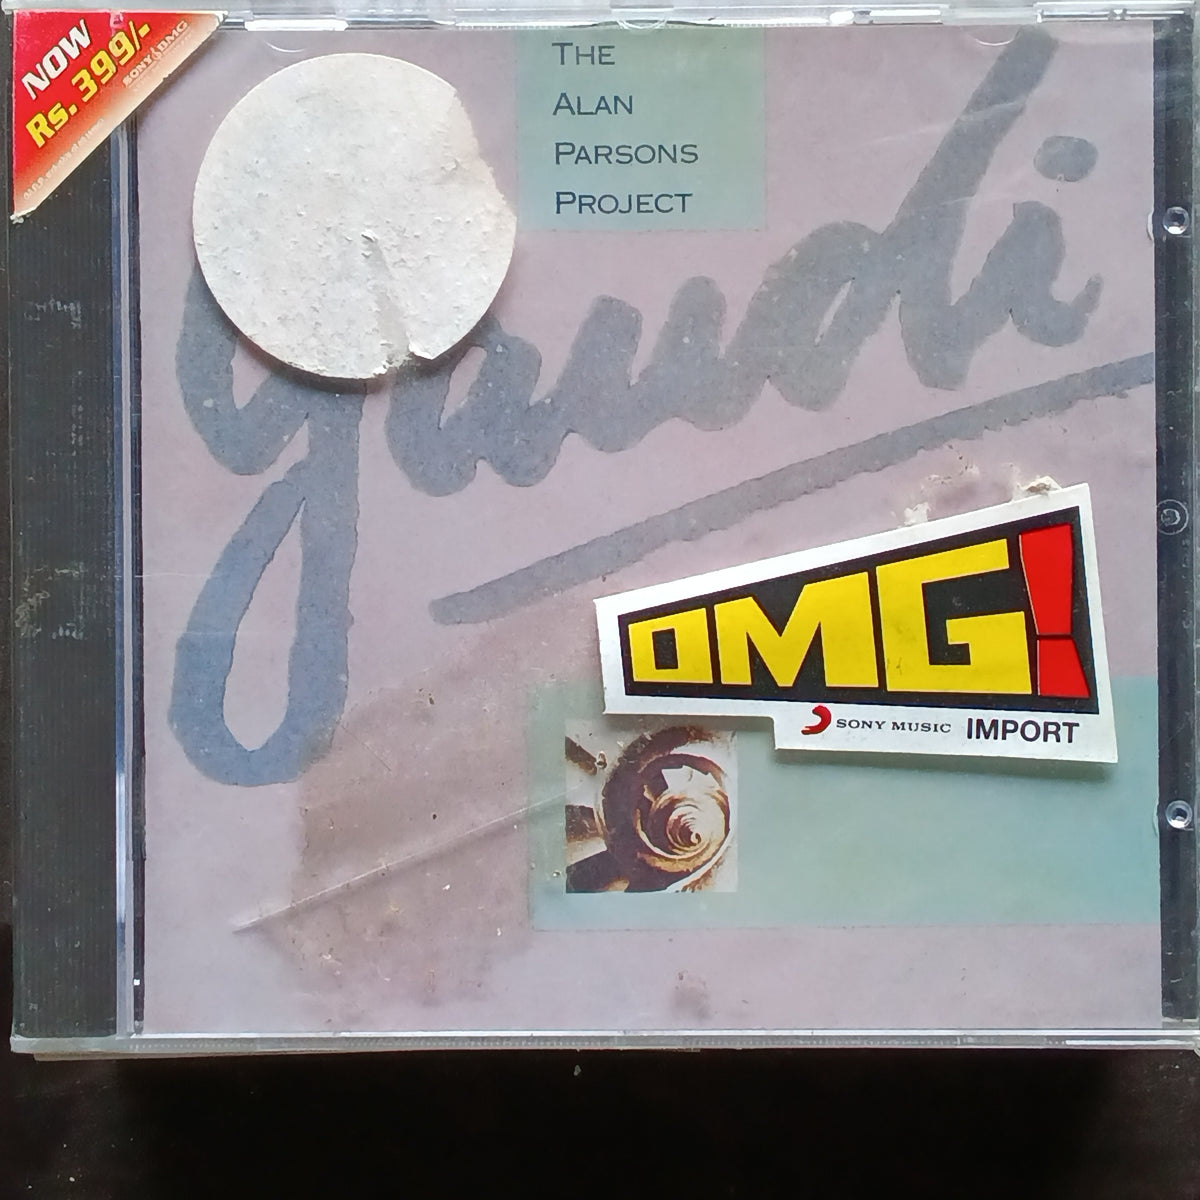 NOW
Rs. 399/-
SONY BMG
THE
ALAN
PARSONS
PROJECT
gaudi
OMG!
SONY MUSIC IMPORT